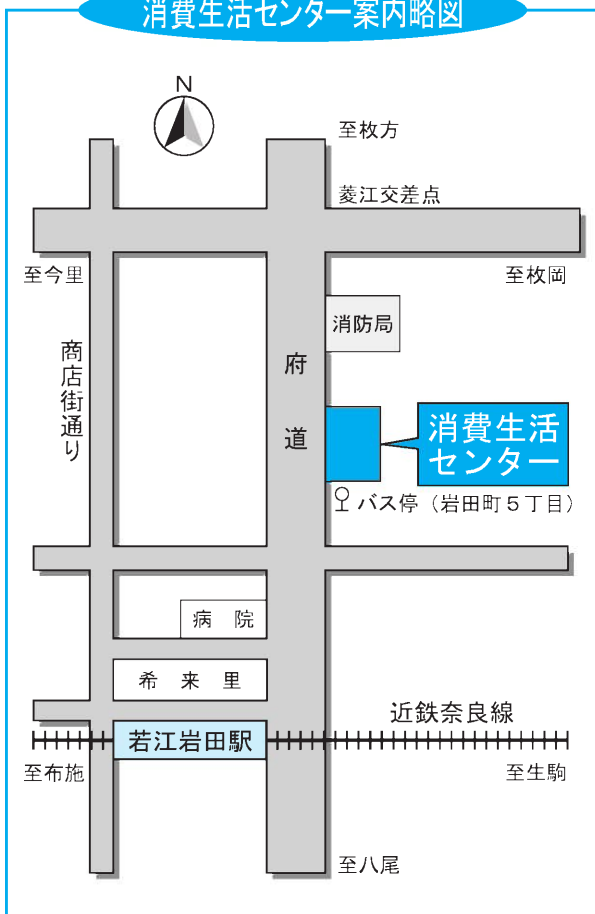 消費生活センター案内略図
N
至枚方
菱江交差点
至今里
至枚岡
消防局
商店街通り
府道
消費生活
センター
バス停（岩田町５丁目）
病院
希来里
近鉄奈良線
若江岩田駅
至布施
至生駒
至八尾